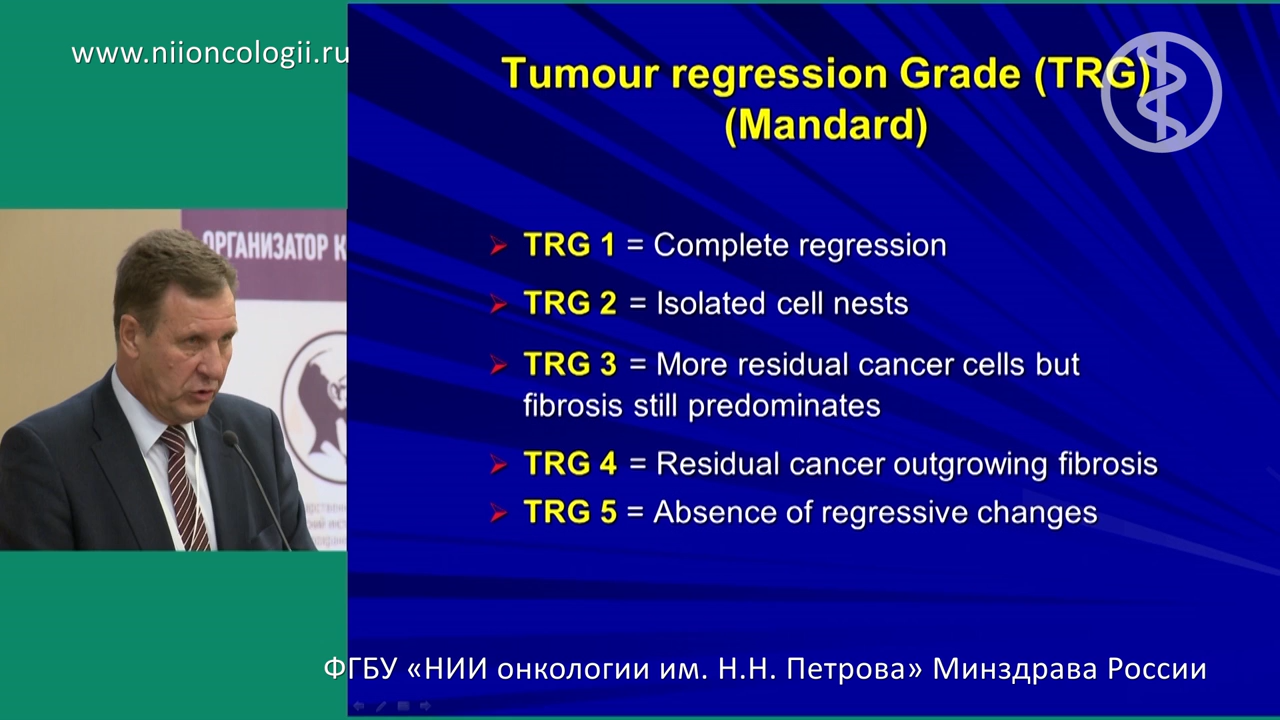 www.niioncologii.ru
Tumour regression Grade (TRG)
(Mandard)
ОРГАНИЗАТОР К
TRG 1 = Complete regression
TRG 2 = Isolated cell nests
TRG 3 = More residual cancer cells but
fibrosis still predominates
TRG 4 = Residual cancer outgrowing fibrosis
TRG 5 = Absence of regressive changes
ФГБУ «НИИ онкологии им. Н.Н. Петрова» Минздрава России